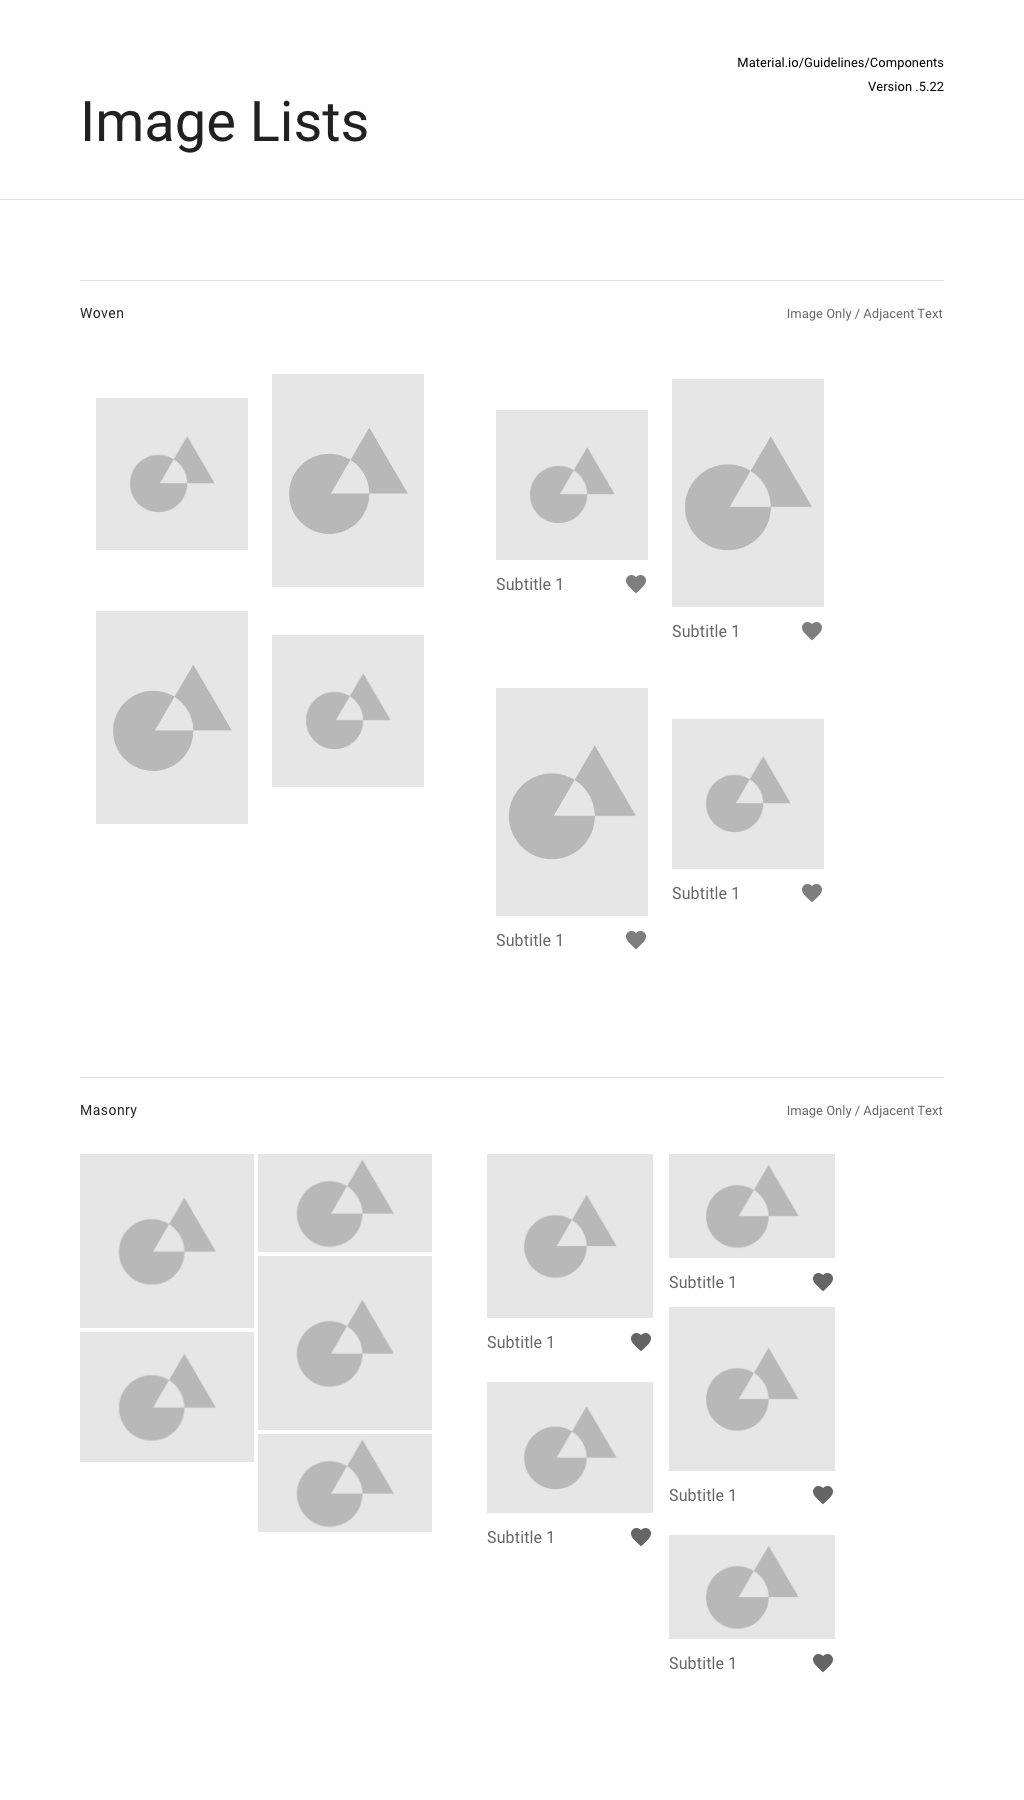 Material.io/Guidelines/Components
Version .5.22
Image Lists
Woven
Image Only / Adjacent Text
Subtitle 1
Subtitle 1
Subtitle 1
Subtitle 1
Masonry
Image Only / Adjacent Text
Subtitle 1
Subtitle 1
Subtitle 1
Subtitle 1
Subtitle 1